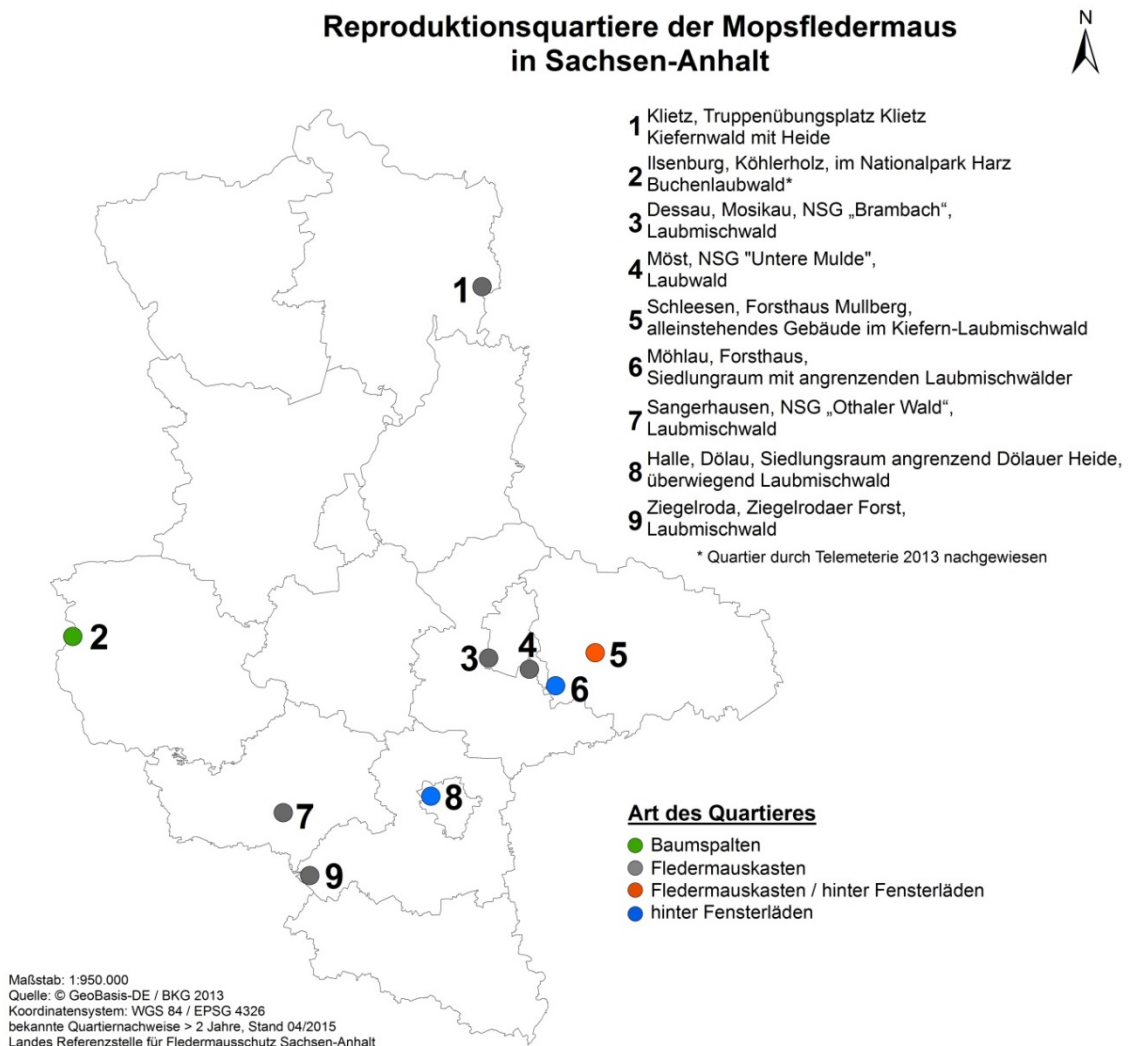 Reproduktionsquartiere der Mopsfledermaus
in Sachsen-Anhalt
N
1 Klietz, Truppenübungsplatz Klietz
Kiefernwald mit Heide
2 Ilsenburg, Köhlerholz, im Nationalpark Harz
Buchenlaubwald*
3 Dessau, Mosikau, NSG „Brambach“,
Laubmischwald
4 Möst, NSG "Untere Mulde",
Laubwald
5 Schleesen, Forsthaus Mullberg,
alleinstehendes Gebäude im Kiefern-Laubmischwald
6 Möhlau, Forsthaus,
Siedlungraum mit angrenzenden Laubmischwälder
7 Sangerhausen, NSG „Othaler Wald“,
Laubmischwald
8 Halle, Dölau, Siedlungsraum angrenzend Dölauer Heide,
überwiegend Laubmischwald
9 Ziegelroda, Ziegelrodaer Forst,
Laubmischwald
* Quartier durch Telemeterie 2013 nachgewiesen
1
2
3
4
5
6
7
8
9
Art des Quartieres
Baumspalten
Fledermauskasten
Fledermauskasten / hinter Fensterläden
hinter Fensterläden
Maßstab: 1:950.000
Quelle: © GeoBasis-DE / BKG 2013
Koordinatensystem: WGS 84 / EPSG 4326
bekannte Quartiernachweise > 2 Jahre, Stand 04/2015
Landes Referenzstelle für Fledermausschutz Sachsen-Anhalt